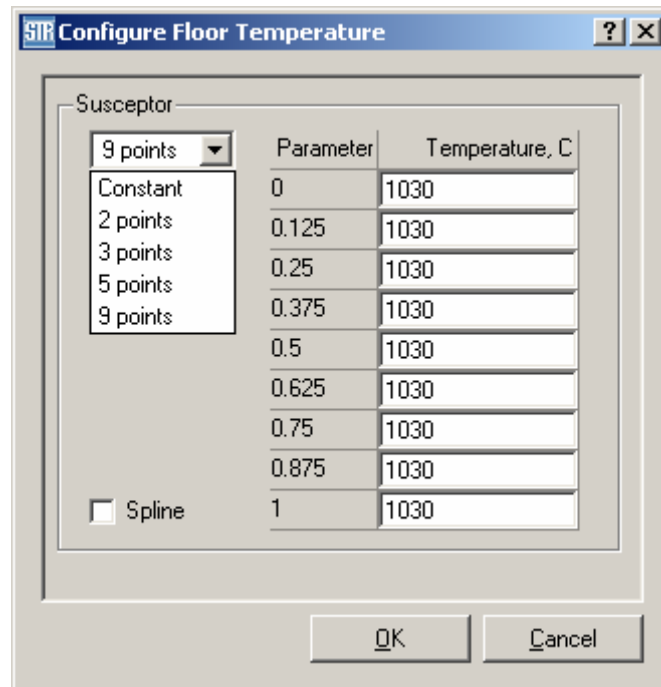 STR Configure Floor Temperature
Susceptor
9 points Parameter Temperature, C
Constant 0 1030
2 points 0.125 1030
3 points 0.25 1030
5 points 0.375 1030
9 points
0.5 1030
0.625 1030
0.75 1030
0.875 1030
Spline 1 1030
OK Cancel